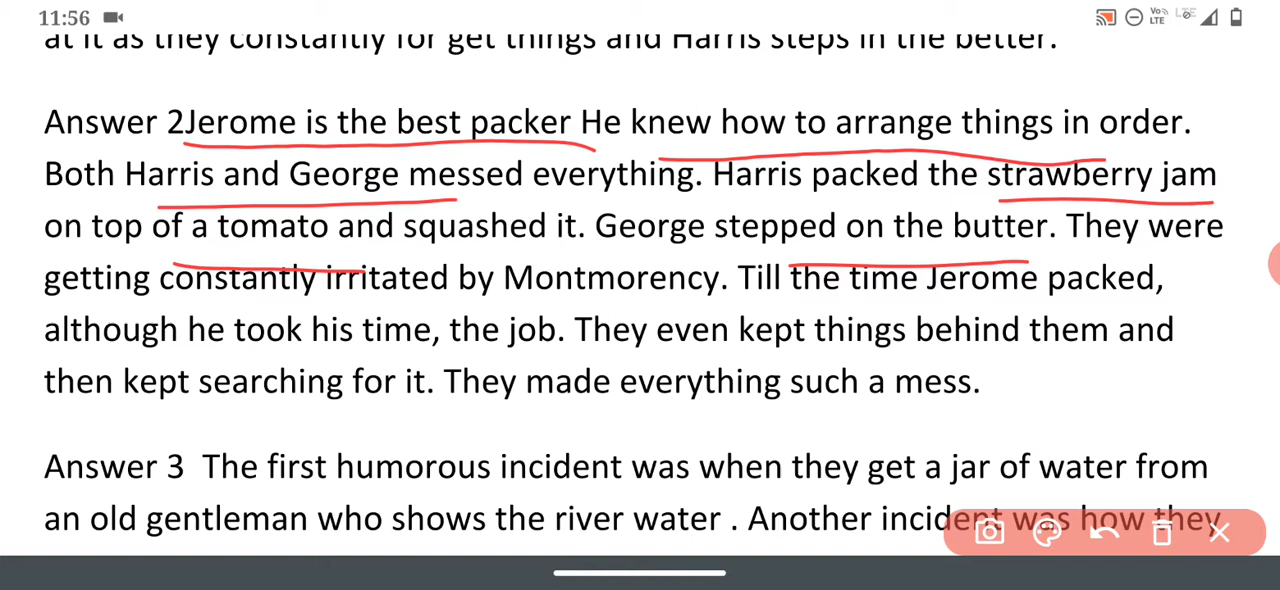 11:56
Vo LTE LTE
at it as they constantly for get things and Harris steps in the better.
Answer 2Jerome is the best packer He knew how to arrange things in order.
Both Harris and George messed everything. Harris packed the strawberry jam
on top of a tomato and squashed it. George stepped on the butter. They were
getting constantly irritated by Montmorency. Till the time Jerome packed,
although he took his time, the job. They even kept things behind them and
then kept searching for it. They made everything such a mess.
Answer 3  The first humorous incident was when they get a jar of water from
an old gentleman who shows the river water . Another incident was how they